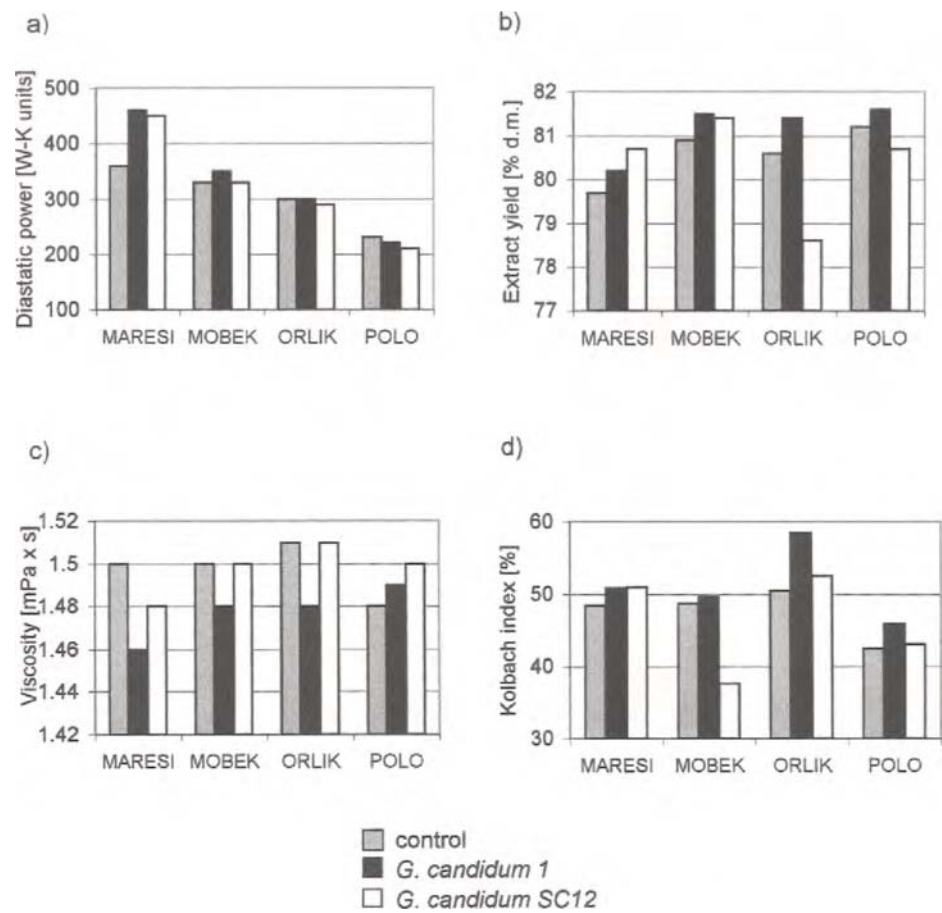 a)
Diastatic power [W-K units]
500
400
300
200
100
MARESI MOBEK ORLIK POLO
b)
Extract yield [% d.m.]
82
81
80
79
78
77
MARESI MOBEK ORLIK POLO
c)
Viscosity [mPa x s]
1.52
1.5
1.48
1.46
1.44
1.42
MARESI MOBEK ORLIK POLO
d)
Kolbach index [%]
60
50
40
30
MARESI MOBEK ORLIK POLO
control
G. candidum 1
G. candidum SC12